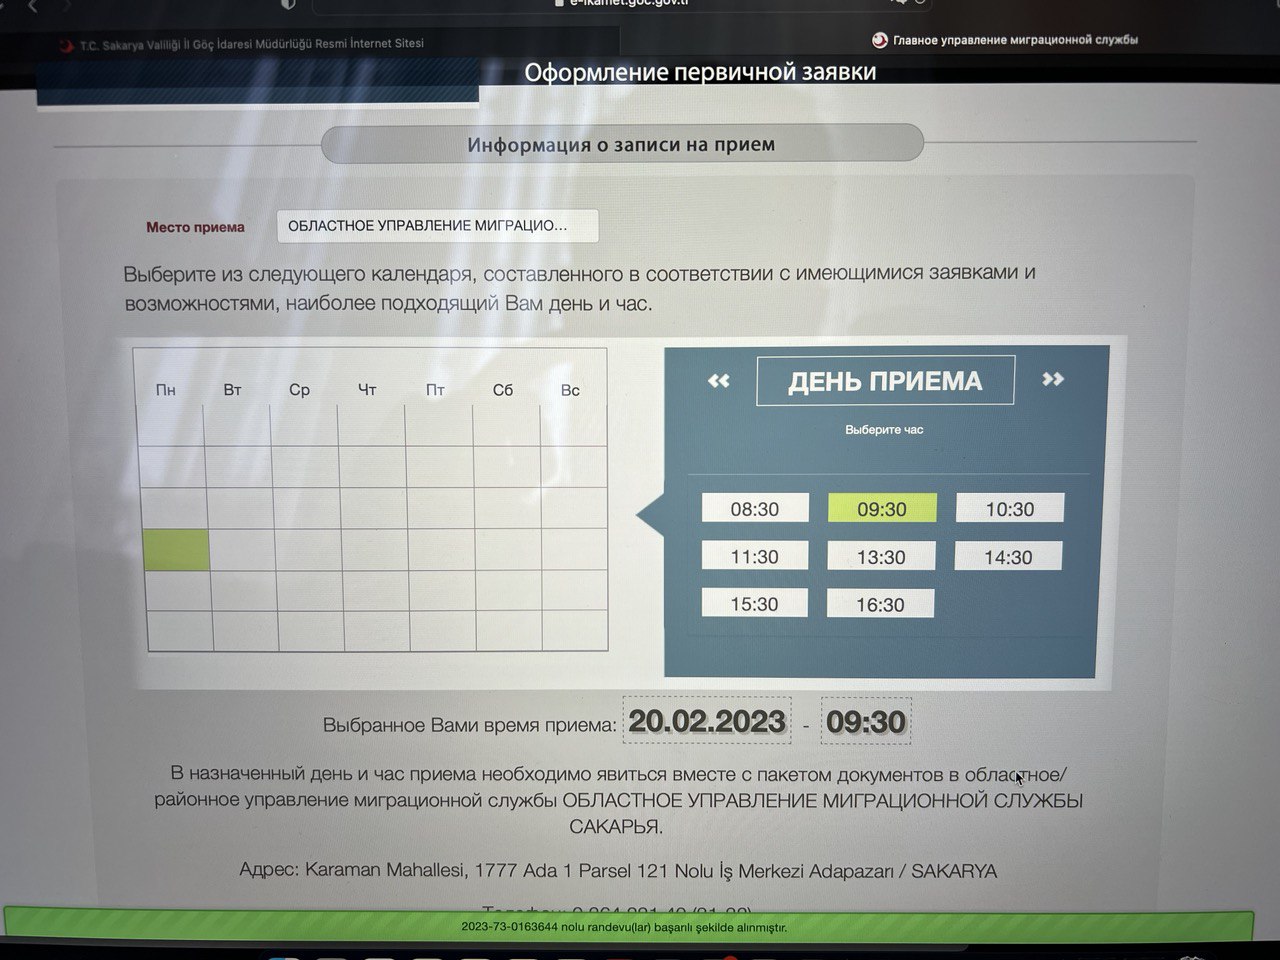 e-ikamet.goc.gov.tr
T.C. Sakarya Valiliği İl Göç İdaresi Müdürlüğü Resmi İnternet Sitesi
Главное управление миграционной службы
Оформление первичной заявки
Информация о записи на прием
Место приема
ОБЛАСТНОЕ УПРАВЛЕНИЕ МИГРАЦИО...
Выберите из следующего календаря, составленного в соответствии с имеющимися заявками и
возможностями, наиболее подходящий Вам день и час.
Пн Вт Ср Чт Пт Сб Вс
« ДЕНЬ ПРИЕМА »
Выберите час
08:30 09:30 10:30
11:30 13:30 14:30
15:30 16:30
Выбранное Вами время приема: 20.02.2023 - 09:30
В назначенный день и час приема необходимо явиться вместе с пакетом документов в областное/
районное управление миграционной службы ОБЛАСТНОЕ УПРАВЛЕНИЕ МИГРАЦИОННОЙ СЛУЖБЫ
САКАРЬЯ.
Адрес: Karaman Mahallesi, 1777 Ada 1 Parsel 121 Nolu İş Merkezi Adapazarı / SAKARYA
2023-73-0163644 nolu randevu(lar) başarılı şekilde alınmıştır.